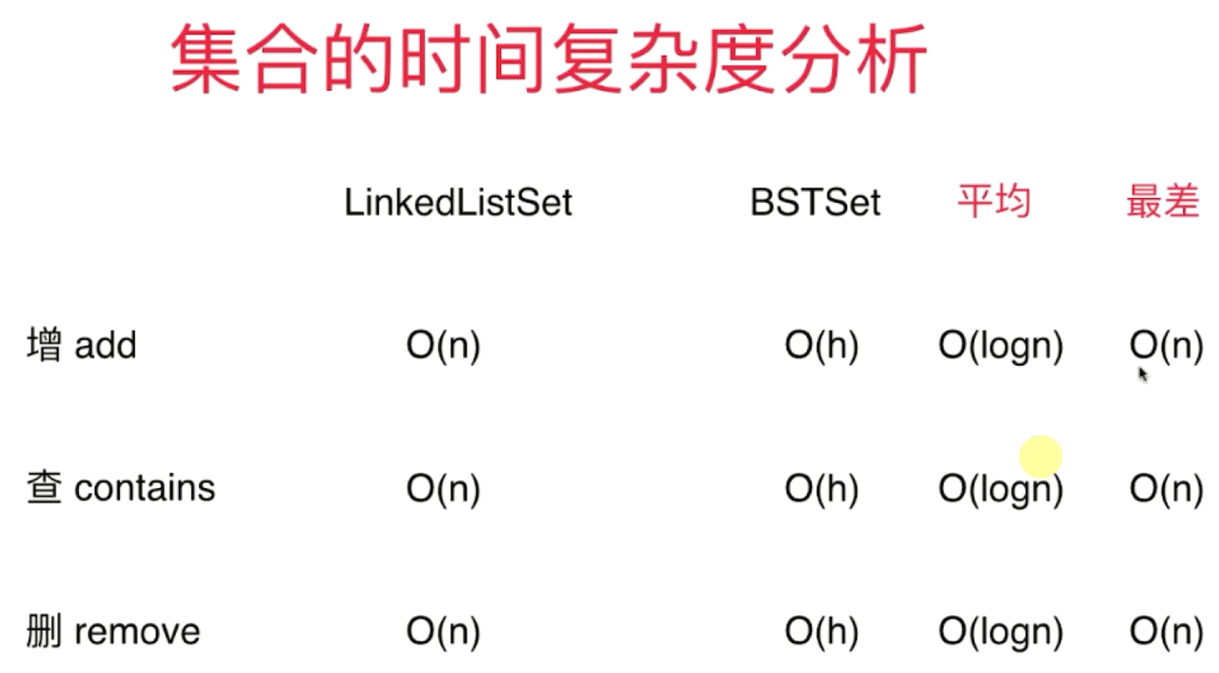 集合的时间复杂度分析
LinkedListSet BSTSet 平均 最差
增 add O(n) O(h) O(logn) O(n)
查 contains O(n) O(h) O(logn) O(n)
删 remove O(n) O(h) O(logn) O(n)